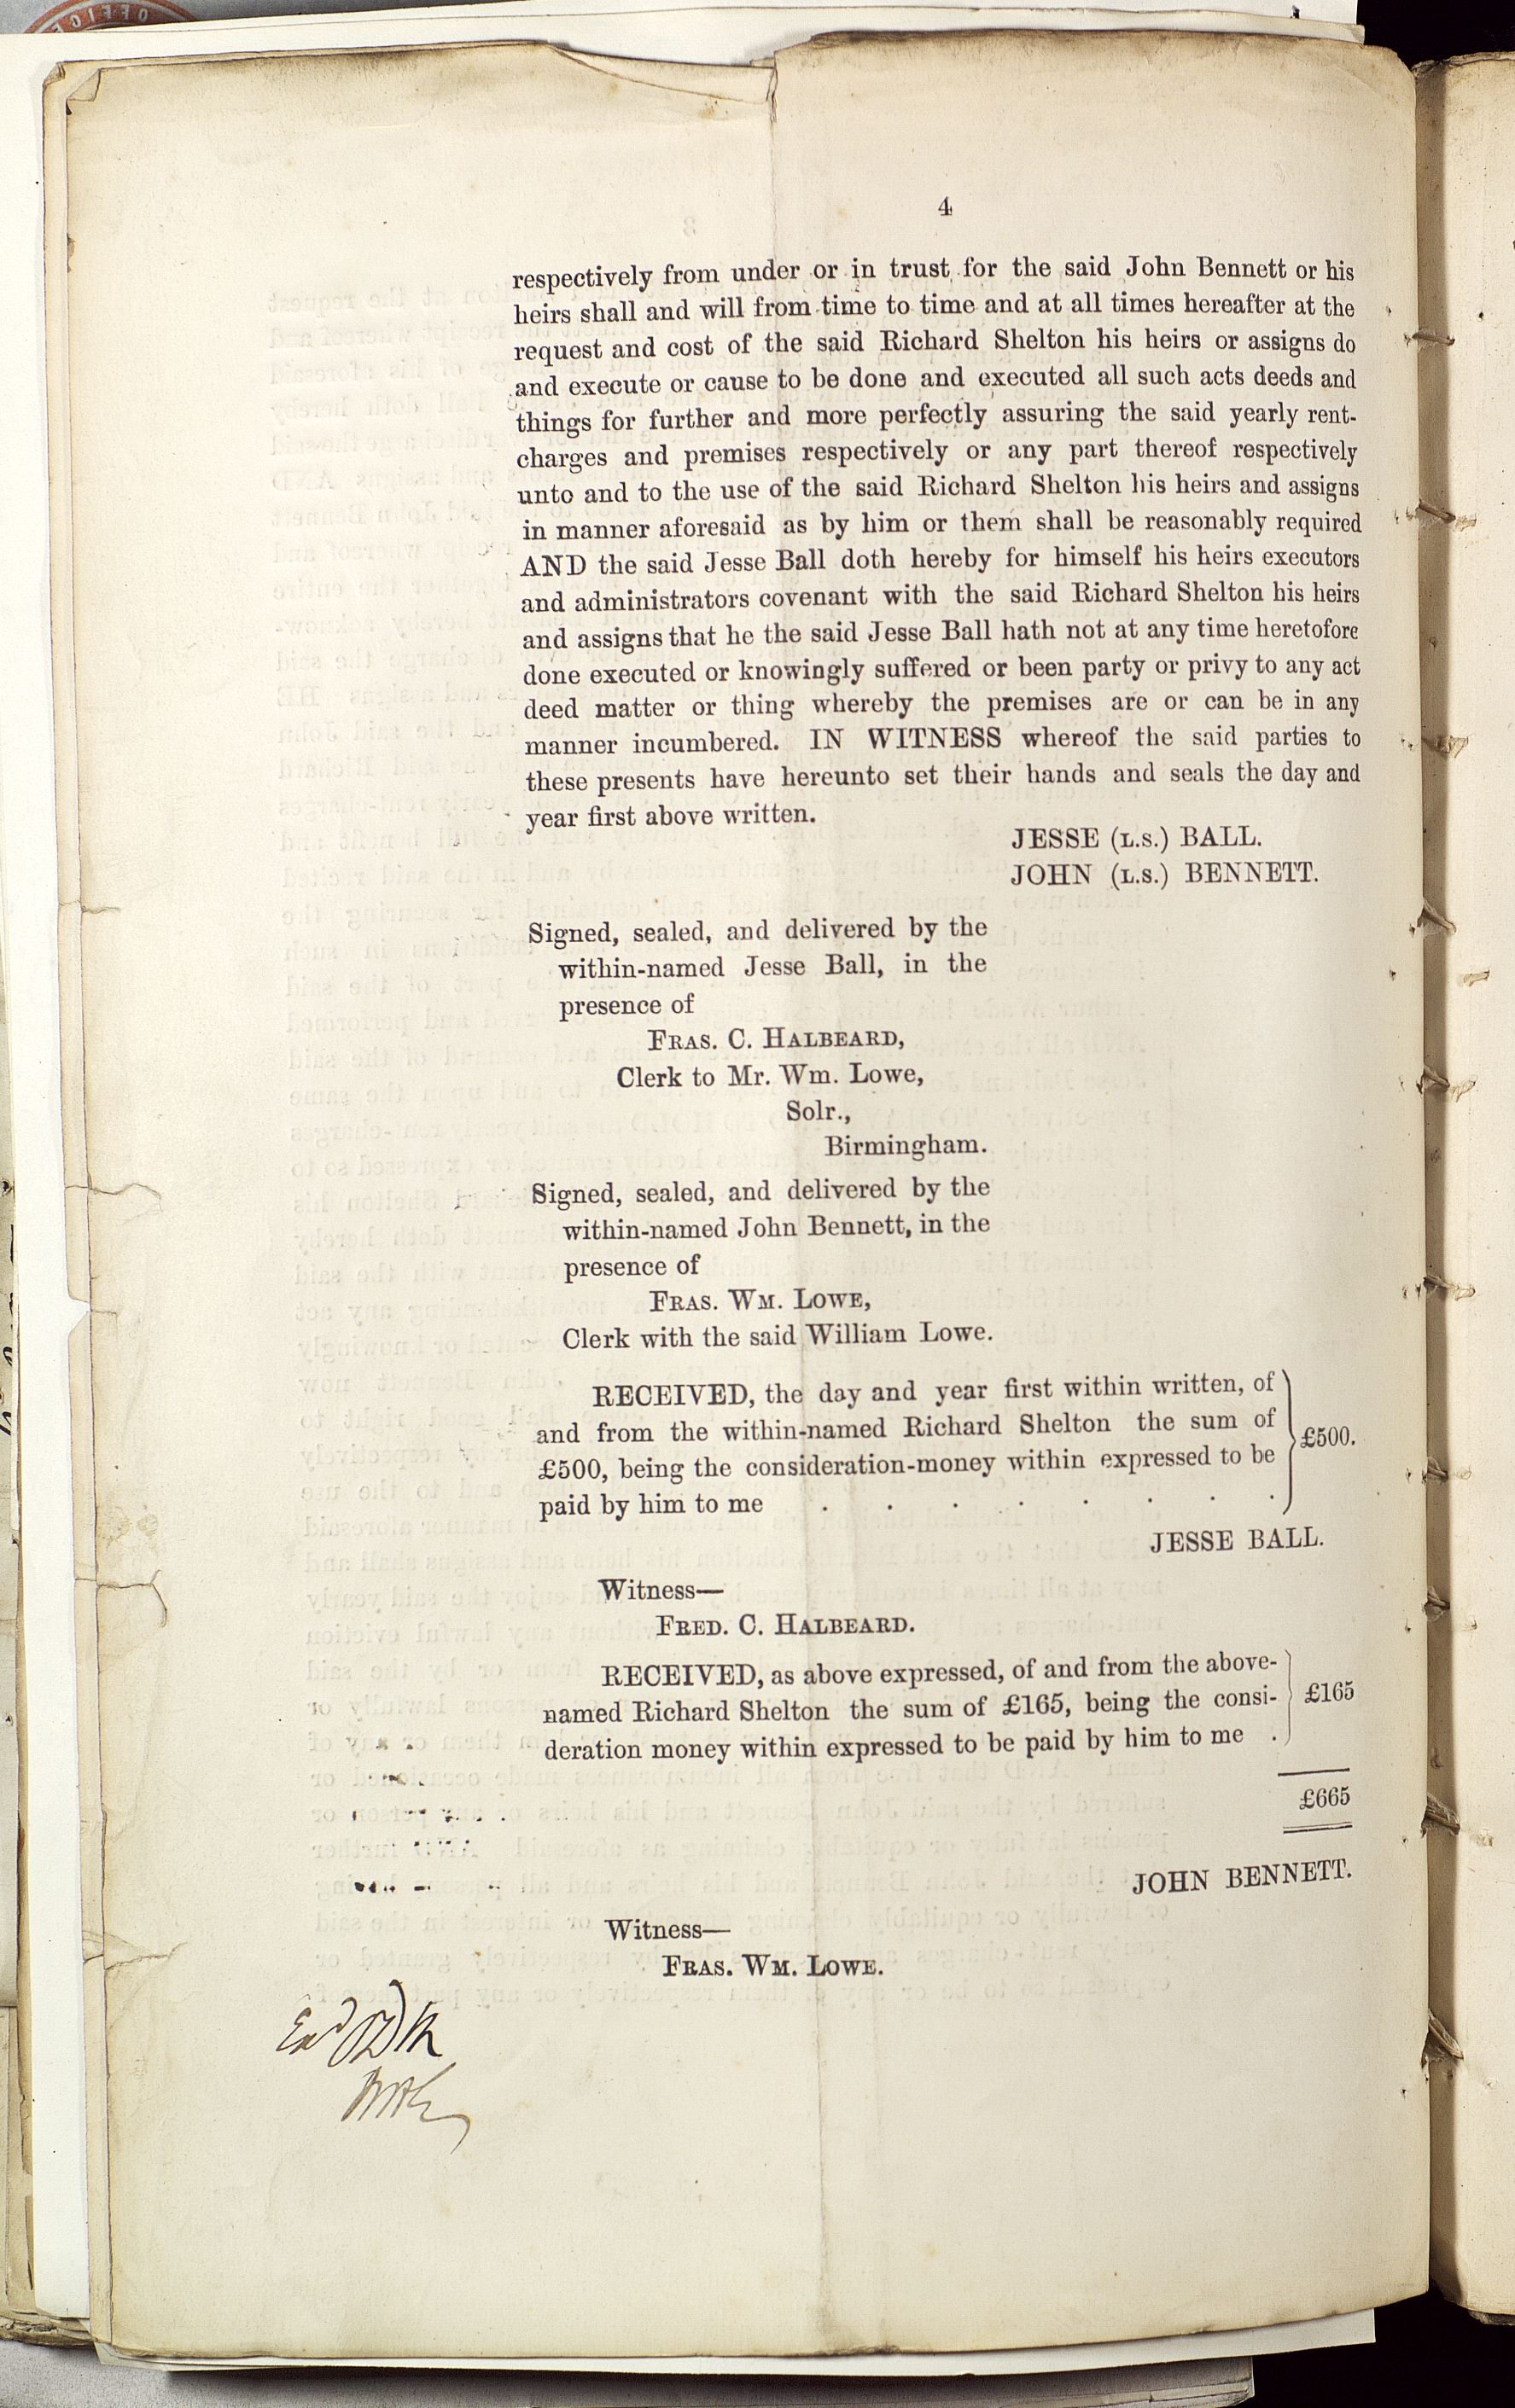 4
respectively from under or in trust for the said John Bennett or his
heirs shall and will from time to time and at all times hereafter at the
request and cost of the said Richard Shelton his heirs or assigns do
and execute or cause to be done and executed all such acts deeds and
things for further and more perfectly assuring the said yearly rent-
charges and premises respectively or any part thereof respectively
unto and to the use of the said Richard Shelton his heirs and assigns
in manner aforesaid as by him or them shall be reasonably required
AND the said Jesse Ball doth hereby for himself his heirs executors
and administrators covenant with the said Richard Shelton his heirs
and assigns that he the said Jesse Ball hath not at any time heretofore
done executed or knowingly suffered or been party or privy to any act
deed matter or thing whereby the premises are or can be in any
manner incumbered. IN WITNESS whereof the said parties to
these presents have hereunto set their hands and seals the day and
year first above written.
JESSE (L.S.) BALL.
JOHN (L.S.) BENNETT.
Signed, sealed, and delivered by the
within-named Jesse Ball, in the
presence of
FRAS. C. HALBEARD,
Clerk to Mr. Wm. Lowe,
Solr.,
Birmingham.
Signed, sealed, and delivered by the
within-named John Bennett, in the
presence of
FRAS. WM. LOWE,
Clerk with the said William Lowe.
RECEIVED, the day and year first within written, of
and from the within-named Richard Shelton the sum of
£500, being the consideration-money within expressed to be
paid by him to me . . . . . . . .
£500.
JESSE BALL.
Witness—
FRED. C. HALBEARD.
RECEIVED, as above expressed, of and from the above-
named Richard Shelton the sum of £165, being the consi-
deration money within expressed to be paid by him to me .
£165
£665
JOHN BENNETT.
Witness—
FRAS. WM. LOWE.